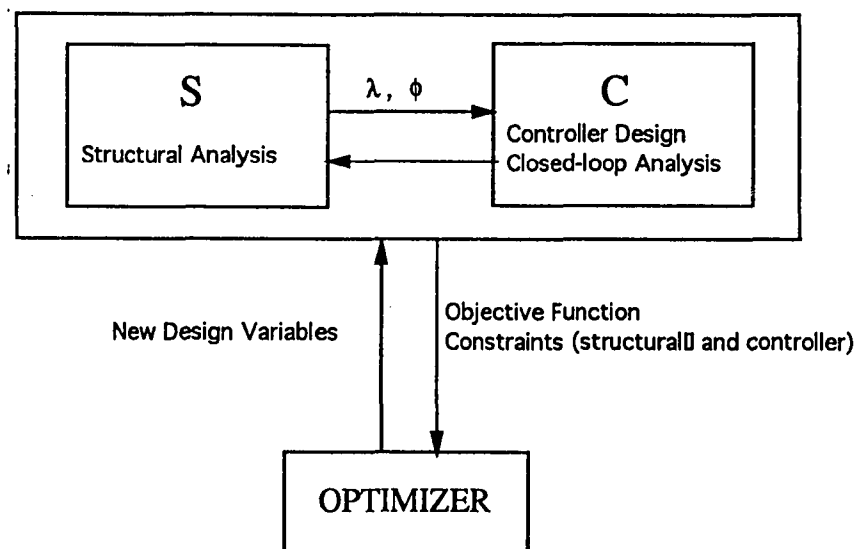 S
Structural Analysis
λ, ϕ
C
Controller Design
Closed-loop Analysis
New Design Variables
Objective Function
Constraints (structural▯ and controller)
OPTIMIZER